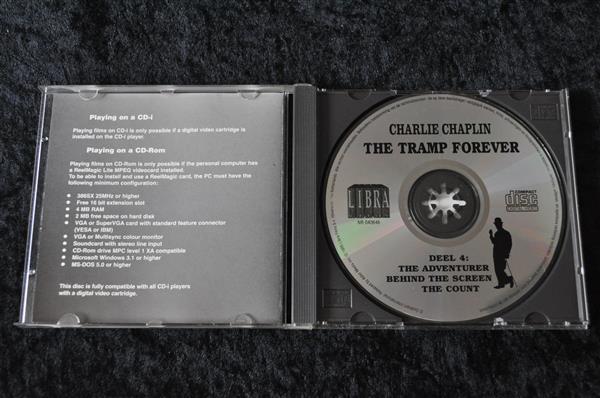 Playing on a CD-i
Playing films on CD-i is only possible if a digital video cartridge is
installed on the CD-i player.
Playing on a CD-Rom
Playing films on CD-Rom is only possible if the personal computer has
a ReelMagic Lite MPEG videocard installed.
To be able to install and use a ReelMagic card, the PC must have the
following minimum configuration:
● 386SX 25MHz or higher
● Free 16 bit extension slot
● 4 MB RAM
● 2 MB free space on hard disk
● VGA or SuperVGA card with standard feature connector
(VESA or IBM)
● VGA or Multisync colour monitor
● Soundcard with stereo line input
● CD-Rom drive MPC level 1 XA compatible
● Microsoft Windows 3.1 or higher
● MS-DOS 5.0 or higher
This disc is fully compatible with all CD-i players
with a digital video cartridge.
CHARLIE CHAPLIN
THE TRAMP FOREVER
LIBRA
NR 040646
COMPACT
disc
DEEL 4:
THE ADVENTURER
BEHIND THE SCREEN
THE COUNT